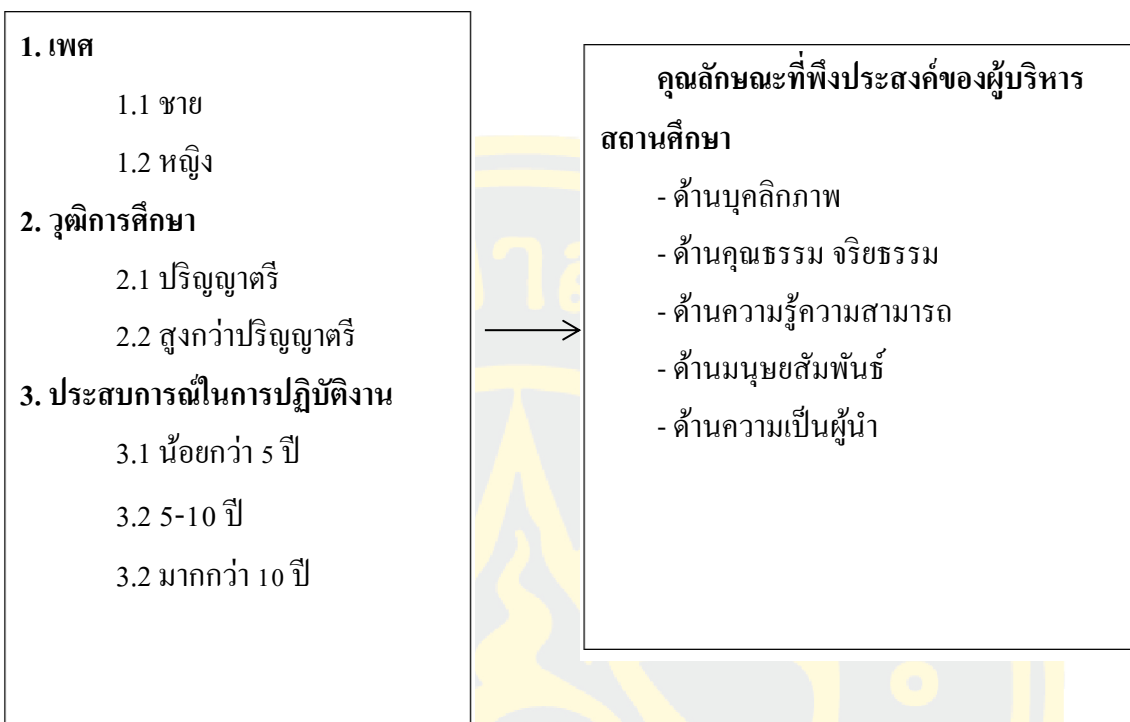 1. เพศ
1.1 ชาย
1.2 หญิง
2. วุฒิการศึกษา
2.1 ปริญญาตรี
2.2 สูงกว่าปริญญาตรี
3. ประสบการณ์ในการปฏิบัติงาน
3.1 น้อยกว่า 5 ปี
3.2 5-10 ปี
3.2 มากกว่า 10 ปี
คุณลักษณะที่พึงประสงค์ของผู้บริหาร
สถานศึกษา
- ด้านบุคลิกภาพ
- ด้านคุณธรรม จริยธรรม
- ด้านความรู้ความสามารถ
- ด้านมนุษยสัมพันธ์
- ด้านความเป็นผู้นำ